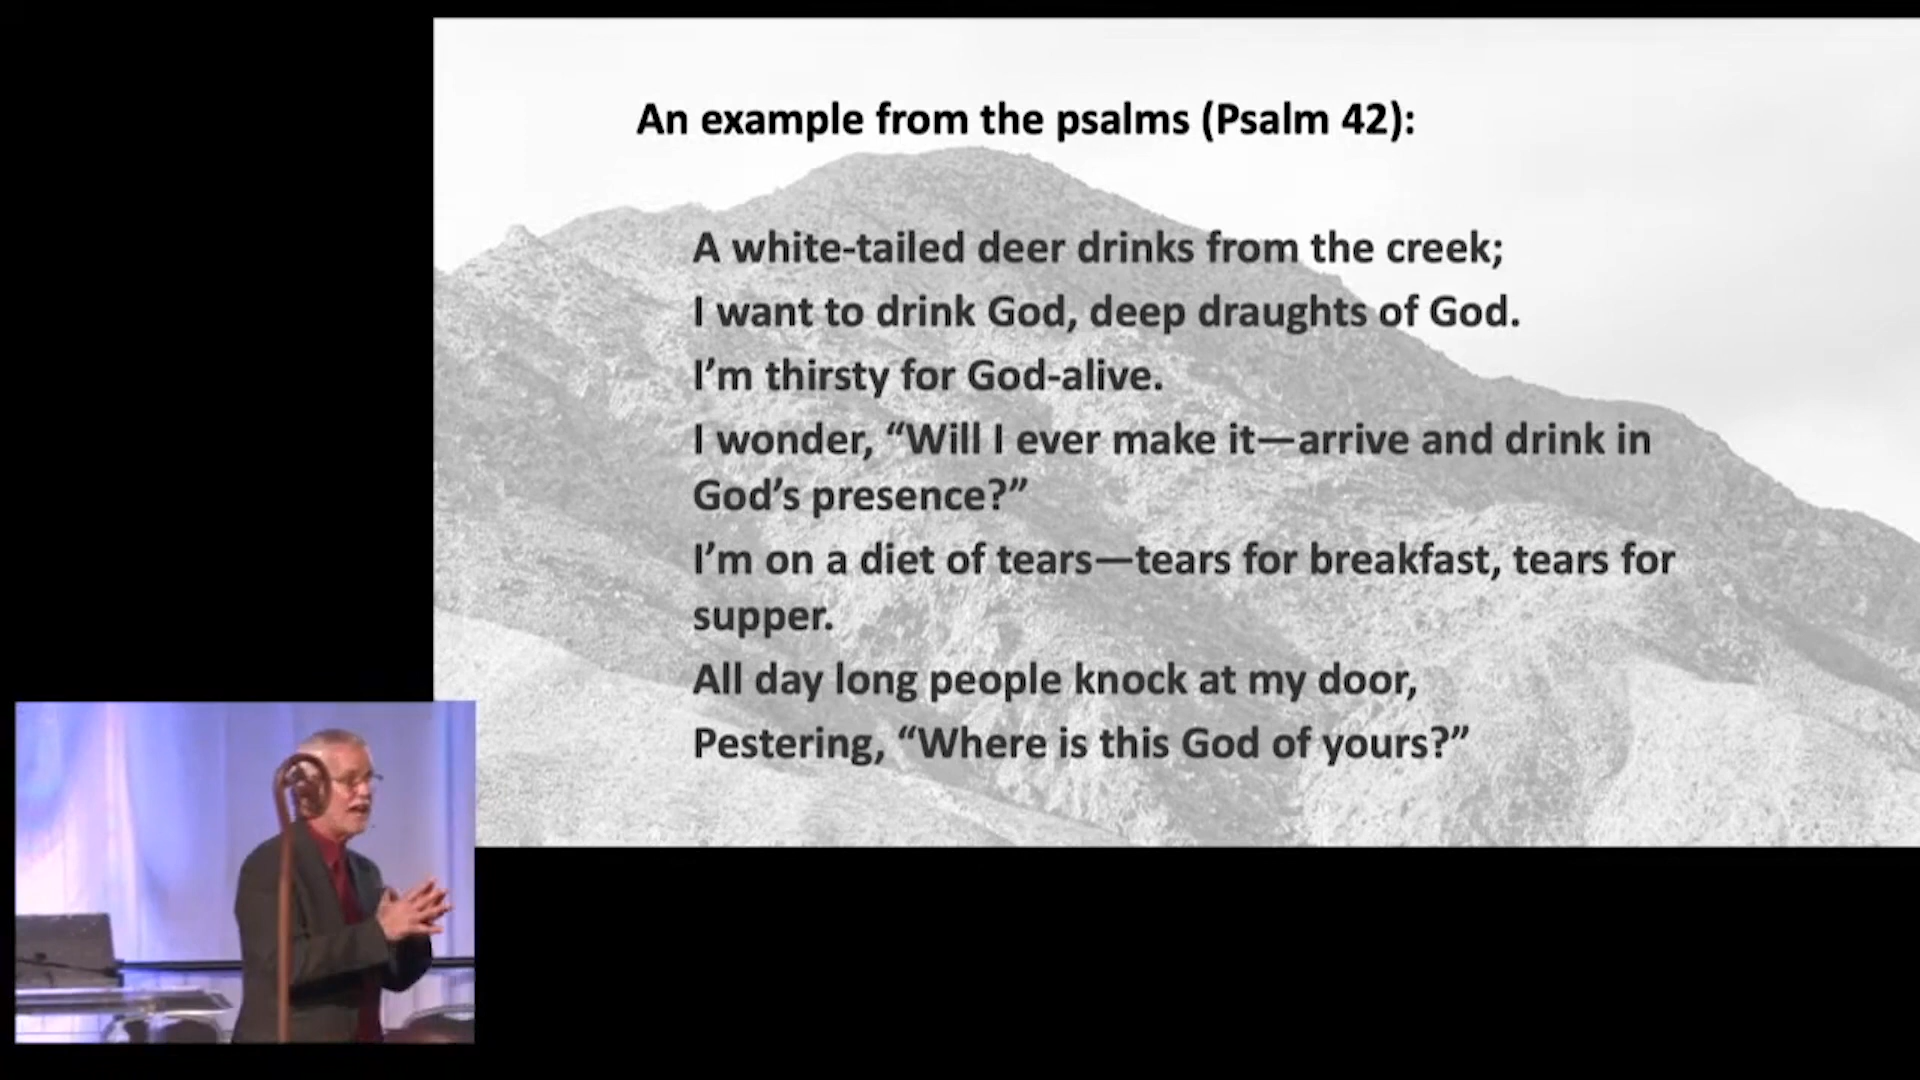 An example from the psalms (Psalm 42):
A white-tailed deer drinks from the creek;
I want to drink God, deep draughts of God.
I’m thirsty for God-alive.
I wonder, “Will I ever make it—arrive and drink in
God’s presence?”
I’m on a diet of tears—tears for breakfast, tears for
supper.
All day long people knock at my door,
Pestering, “Where is this God of yours?”